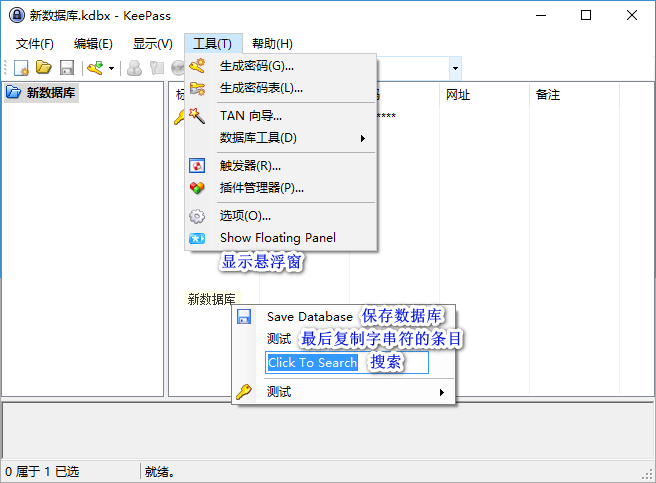 新数据库.kdbx - KeePass
文件(F) 编辑(E) 显示(V) 工具(T) 帮助(H)
新数据库
网址 备注
****
生成密码(G)...
生成密码表(L)...
TAN 向导...
数据库工具(D)
触发器(R)...
插件管理器(P)...
选项(O)...
Show Floating Panel
显示悬浮窗
新数据库
Save Database 保存数据库
测试 最后复制字串符的条目
Click To Search 搜索
测试
0 属于 1 已选 就绪。